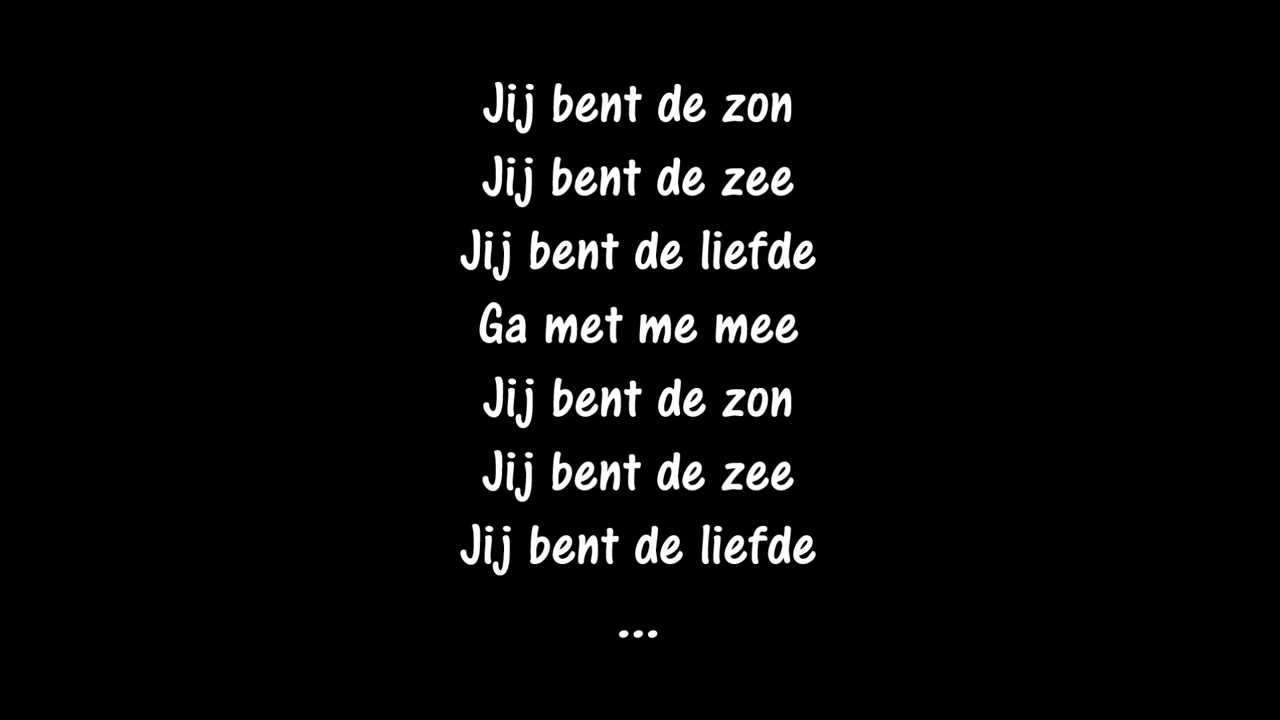 Jij bent de zon
Jij bent de zee
Jij bent de liefde
Ga met me mee
Jij bent de zon
Jij bent de zee
Jij bent de liefde
...